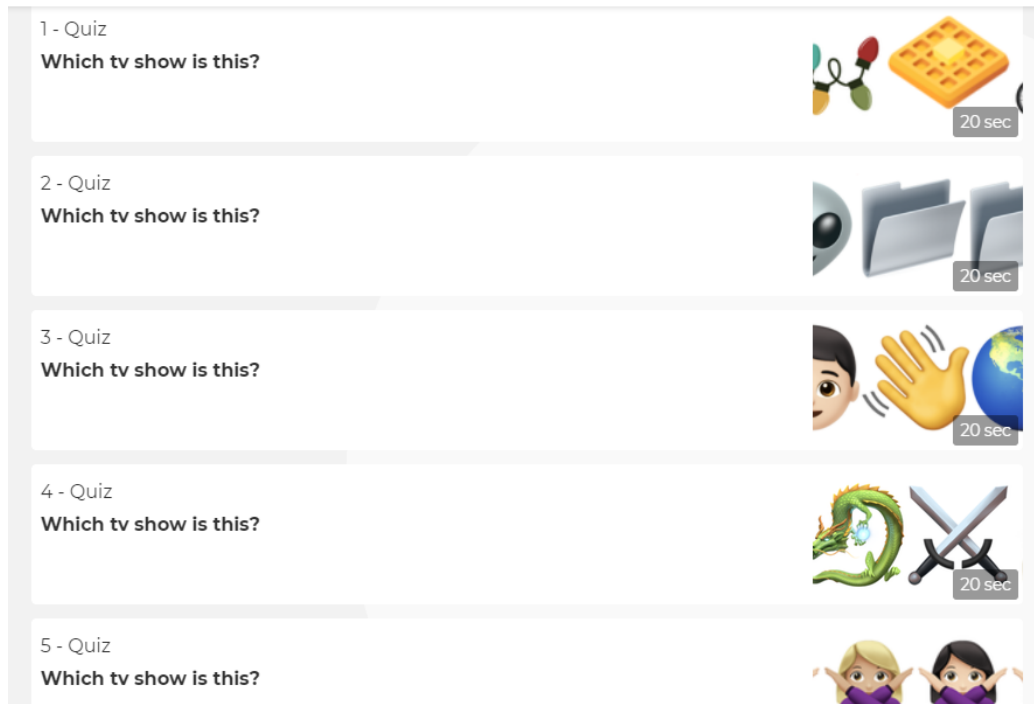 1 - Quiz
Which tv show is this?
20 sec
2 - Quiz
Which tv show is this?
20 sec
3 - Quiz
Which tv show is this?
20 sec
4 - Quiz
Which tv show is this?
20 sec
5 - Quiz
Which tv show is this?